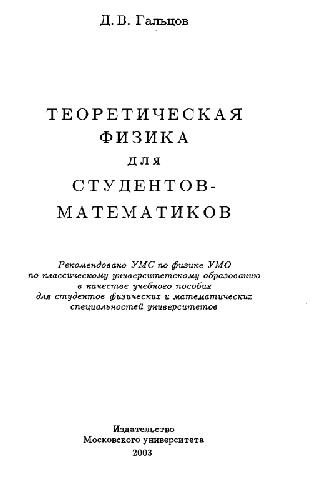 Д. В. Гальцов
ТЕОРЕТИЧЕСКАЯ
ФИЗИКА
ДЛЯ
СТУДЕНТОВ-
МАТЕМАТИКОВ
Рекомендовано УМС по физике УМО
по классическому университетскому образованию
в качестве учебного пособия
для студентов физических и математических
специальностей университетов
Издательство
Московского университета
2003